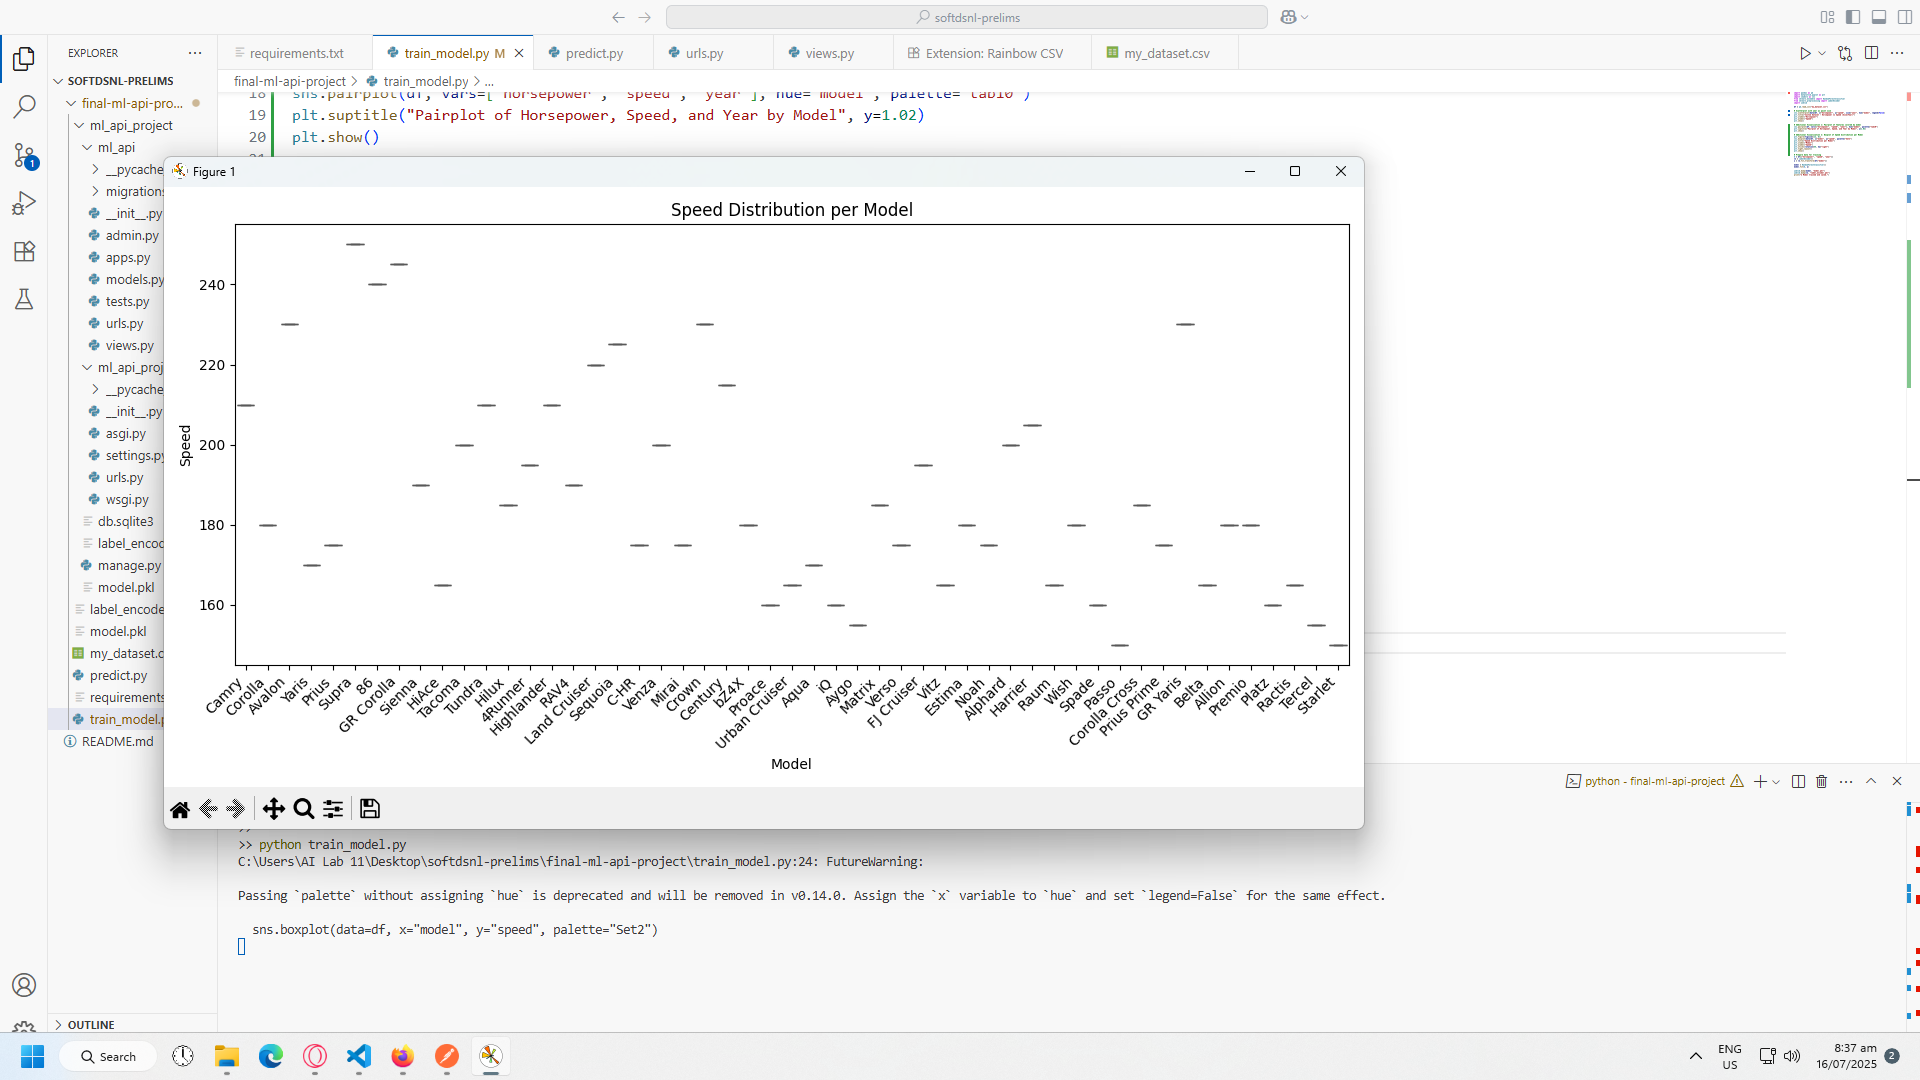 softdsnl-prelims
EXPLORER
requirements.txt
train_model.py M
predict.py
urls.py
views.py
Extension: Rainbow CSV
my_dataset.csv
SOFTDSNL-PRELIMS
final-ml-api-project > train_model.py > ...
final-ml-api-pro...
ml_api_project
ml_api
__pycache
migrations
__init__.py
admin.py
apps.py
models.py
tests.py
urls.py
views.py
ml_api_proj
__pycache
__init__.py
asgi.py
settings.py
urls.py
wsgi.py
db.sqlite3
label_encod
manage.py
model.pkl
label_encode
model.pkl
my_dataset.c
predict.py
requirements
train_model.p
README.md
OUTLINE
1
18 sns.pairplot(df, vars=["horsepower", "speed", "year"], hue="model", palette="tab10")
19 plt.suptitle("Pairplot of Horsepower, Speed, and Year by Model", y=1.02)
20 plt.show()
Figure 1
Speed Distribution per Model
Speed
240
220
200
180
160
Camry
Corolla
Avalon
Yaris
Prius
Supra
86
GR Corolla
Sienna
HiAce
Tacoma
Tundra
Hilux
4Runner
Highlander
RAV4
Land Cruiser
Sequoia
C-HR
Venza
Mirai
Crown
Century
bZ4X
Proace
Urban Cruiser
Aqua
iQ
Aygo
Matrix
Verso
FJ Cruiser
Vitz
Estima
Noah
Alphard
Harrier
Raum
Wish
Spade
Passo
Corolla Cross
Prius Prime
GR Yaris
Belta
Allion
Premio
Platz
Ractis
Tercel
Starlet
Model
python - final-ml-api-project
>> python train_model.py
C:\Users\AI Lab 11\Desktop\softdsnl-prelims\final-ml-api-project\train_model.py:24: FutureWarning:
Passing `palette` without assigning `hue` is deprecated and will be removed in v0.14.0. Assign the `x` variable to `hue` and set `legend=False` for the same effect.
sns.boxplot(data=df, x="model", y="speed", palette="Set2")
Search
ENG
US
8:37 am
16/07/2025
2